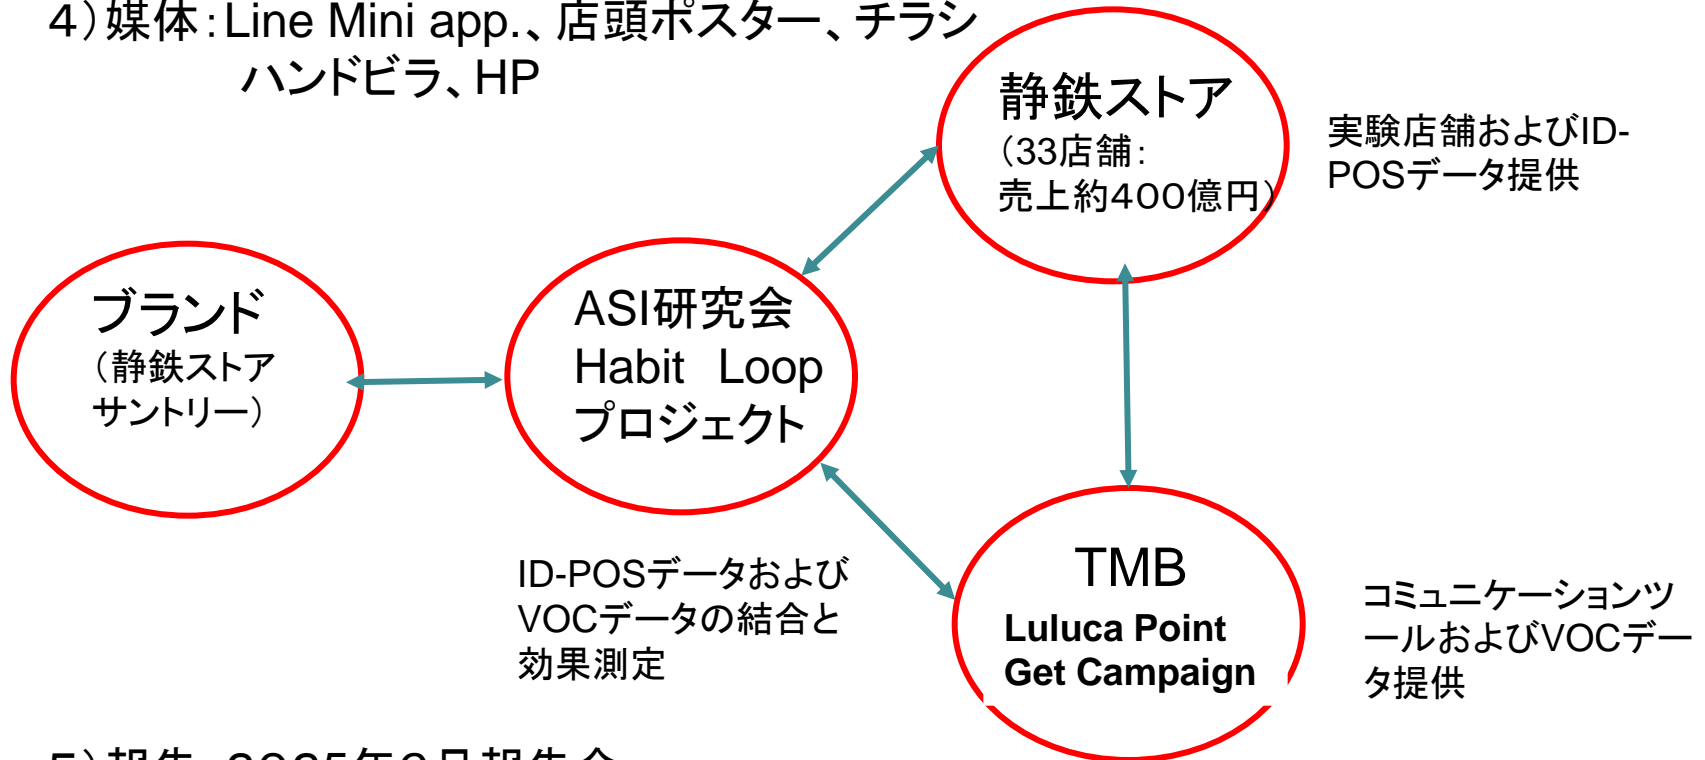 ４）媒体：Line Mini app.、店頭ポスター、チラシ
ハンドビラ、HP
静鉄ストア
（33店舗：
売上約４００億円）
実験店舗およびID-
POSデータ提供
ブランド
（静鉄ストア
サントリー）
ASI研究会
Habit　Loop
プロジェクト
ID-POSデータおよび
VOCデータの結合と
効果測定
TMB
Luluca Point
Get Campaign
コミュニケーションツ
ールおよびVOCデー
タ提供